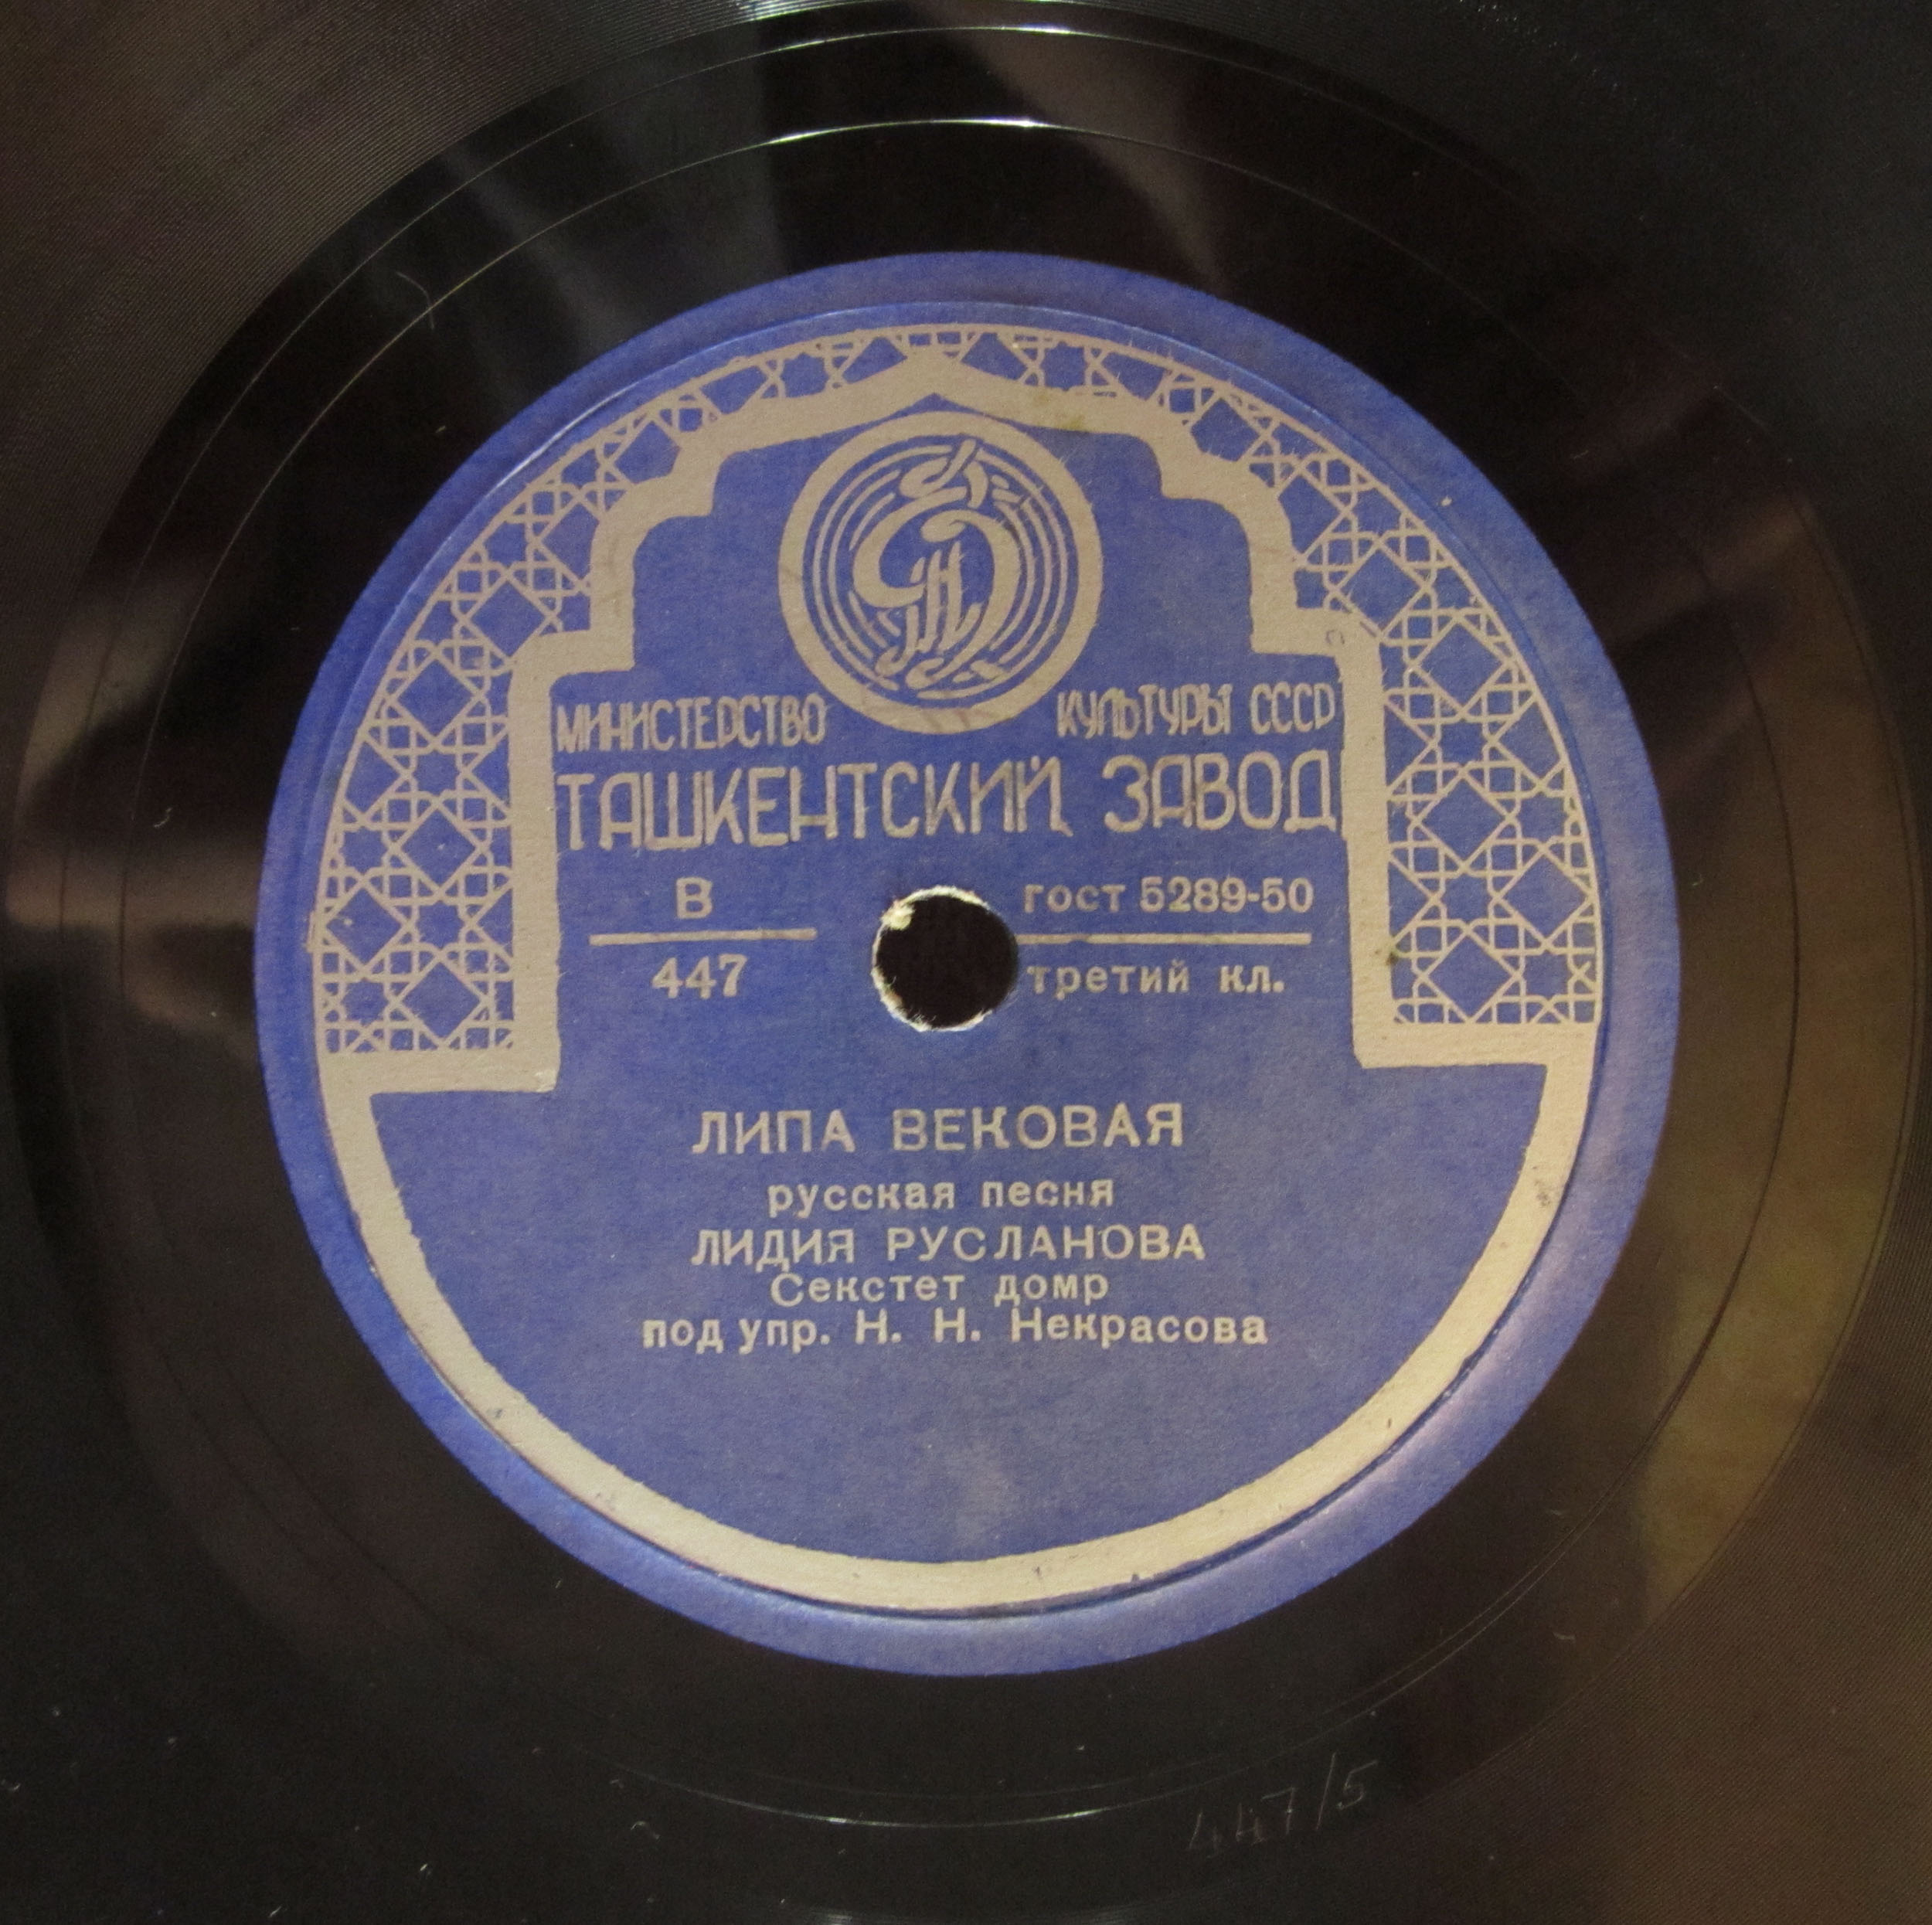 МИНИСТЕРСТВО КУЛЬТУРЫ СССР
ТАШКЕНТСКИЙ ЗАВОД
В
447
гост 5289-50
третий кл.
ЛИПА ВЕКОВАЯ
русская песня
ЛИДИЯ РУСЛАНОВА
Секстет домр
под упр. Н. Н. Некрасова
447/5